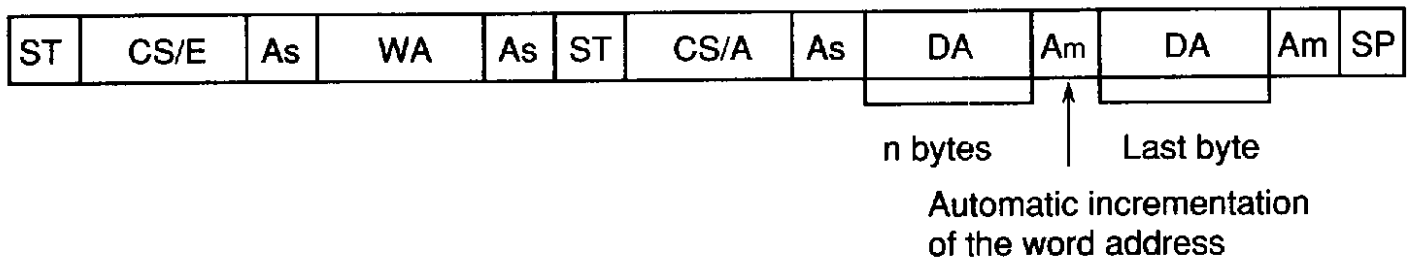 ST CS/E As WA As ST CS/A As DA Am DA Am SP
n bytes Last byte
Automatic incrementation
of the word address